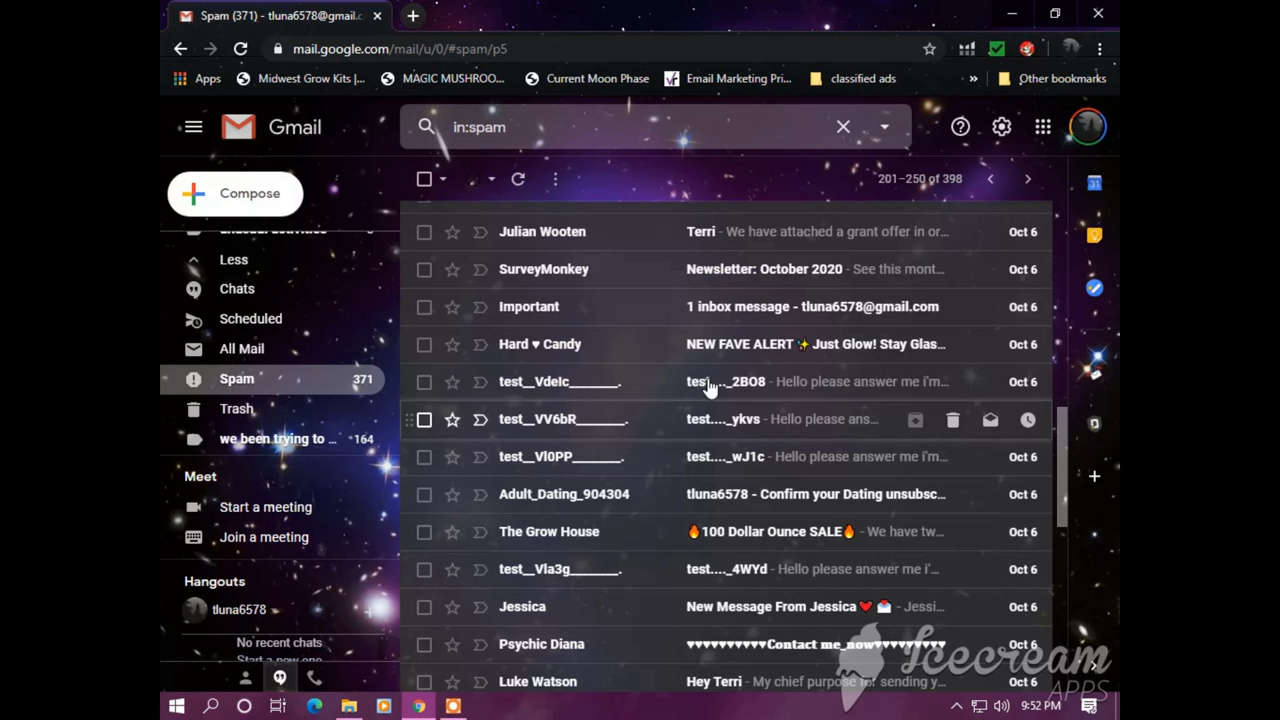 Spam (371) - tluna6578@gmail.c
mail.google.com/mail/u/0/#spam/p5
Apps Midwest Grow Kits |... MAGIC MUSHROO... Current Moon Phase Email Marketing Pri... classified ads » Other bookmarks
Gmail
in:spam
Compose
201–250 of 398
Less
Chats
Scheduled
All Mail
Spam 371
Trash
we been trying to ... 164
Meet
Start a meeting
Join a meeting
Hangouts
tluna6578
No recent chats
Start a new one
Julian Wooten Terri - We have attached a grant offer in or... Oct 6
SurveyMonkey Newsletter: October 2020 - See this mont... Oct 6
Important 1 inbox message - tluna6578@gmail.com Oct 6
Hard ♥ Candy NEW FAVE ALERT ✨ Just Glow! Stay Glas... Oct 6
test__VdeIc_______. test...._2BO8 - Hello please answer me i'm... Oct 6
test__VV6bR_______. test...._ykvs - Hello please ans...
test__Vl0PP_______. test...._wJ1c - Hello please answer me i'm... Oct 6
Adult_Dating_904304 tluna6578 - Confirm your Dating unsubsc... Oct 6
The Grow House 🔥100 Dollar Ounce SALE🔥 - We have tw... Oct 6
test__Vla3g_______. test...._4WYd - Hello please answer me i'... Oct 6
Jessica New Message From Jessica ❤️ 💌 - Jessi... Oct 6
Psychic Diana ♥♥♥♥♥♥♥♥♥♥Contact me_now♥♥♥♥♥♥♥♥♥ Oct 6
Luke Watson Hey Terri - My chief purpose for sending y... Oct 6
Icecream
APPS
9:52 PM